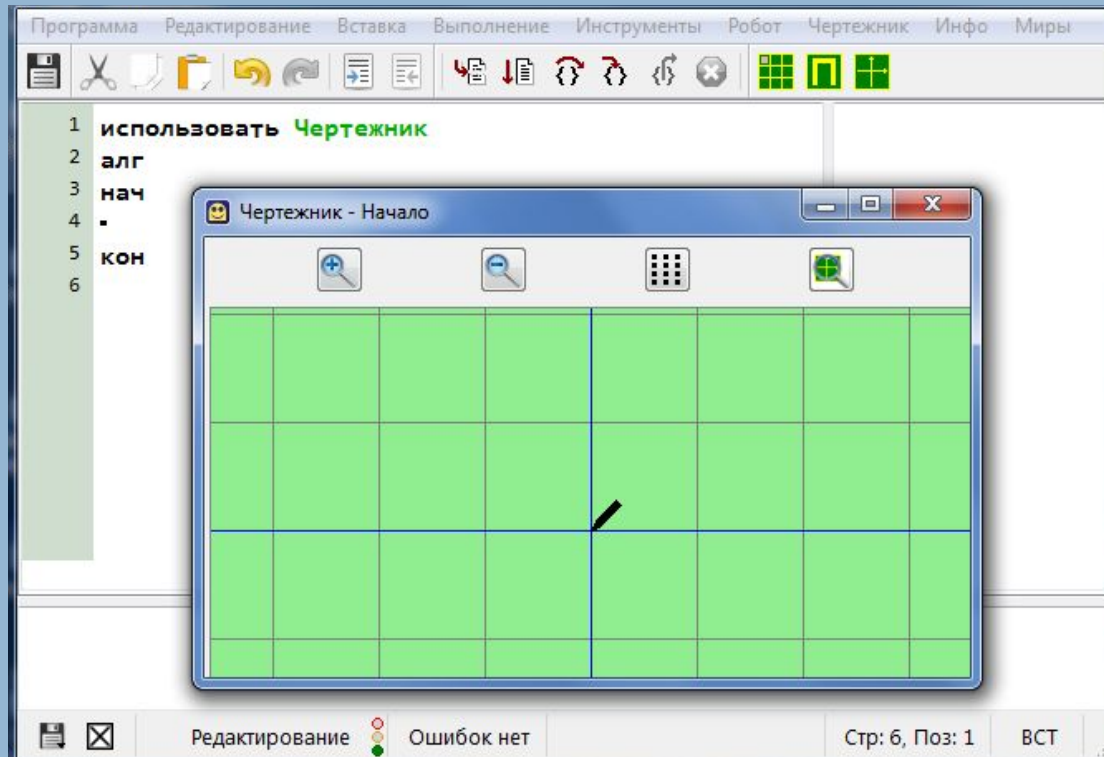 Программа Редактирование Вставка Выполнение Инструменты Робот Чертежник Инфо Миры
1 использовать Чертежник
2 алг
3 нач
4 .
5 кон
6
Чертежник - Начало
Редактирование Ошибок нет Стр: 6, Поз: 1 ВСТ